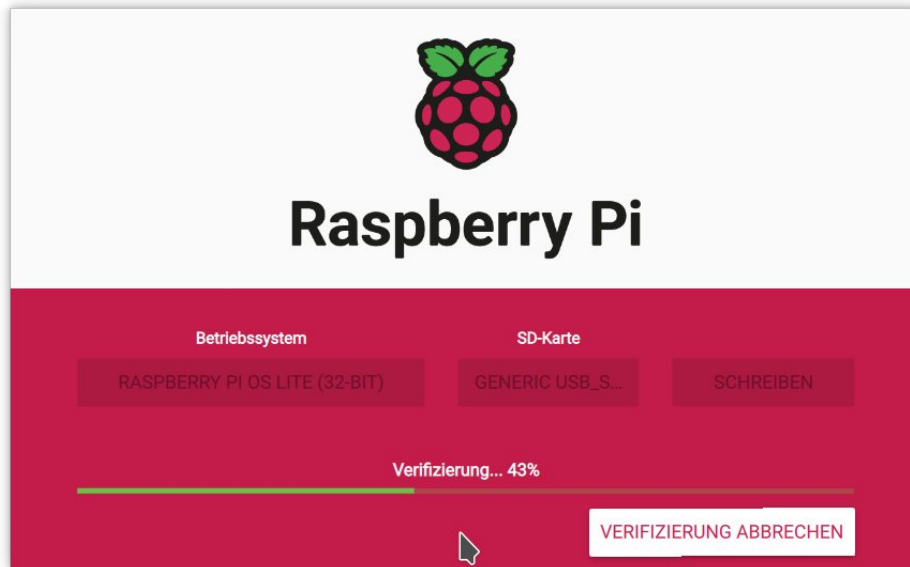 Raspberry Pi
Betriebssystem SD-Karte
RASPBERRY PI OS LITE (32-BIT) GENERIC USB_S... SCHREIBEN
Verifizierung... 43%
VERIFIZIERUNG ABBRECHEN